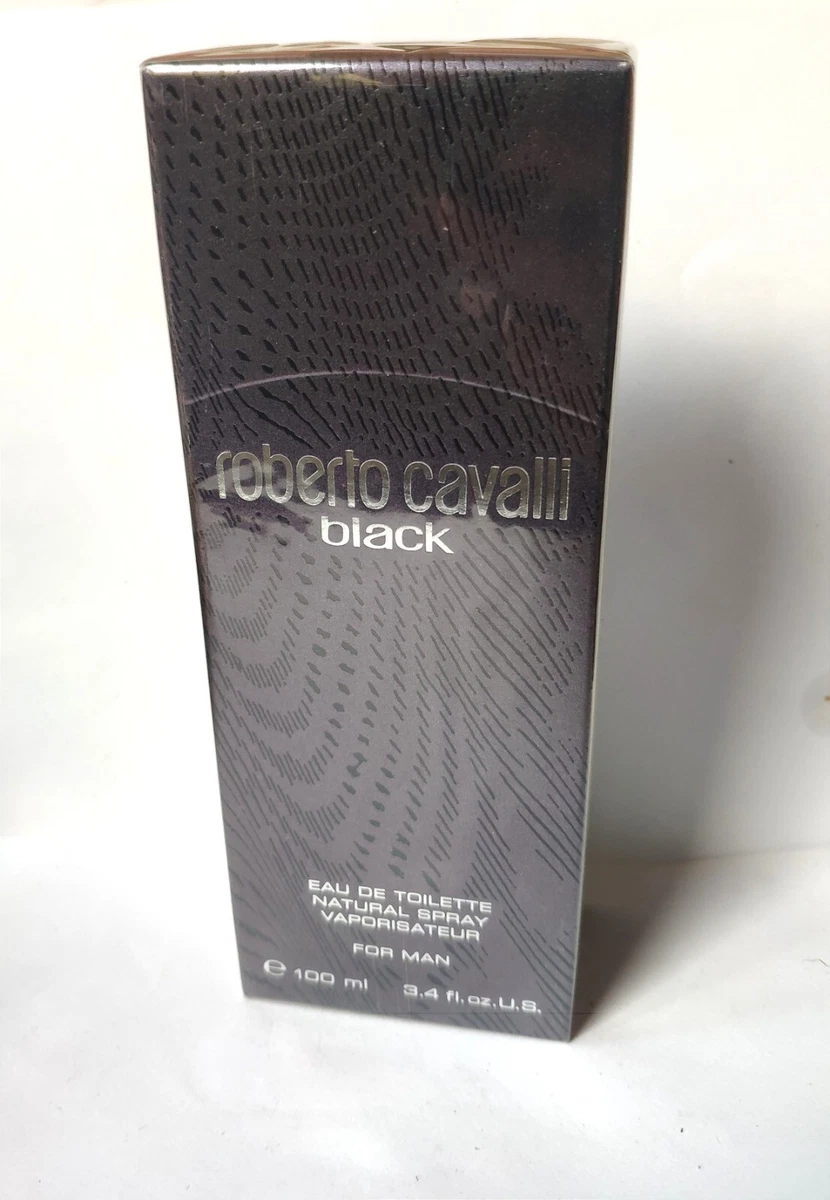 roberto cavalli
black
EAU DE TOILETTE
NATURAL SPRAY
VAPORISATEUR
FOR MAN
℮ 100 ml 3.4 fl.oz.U.S.